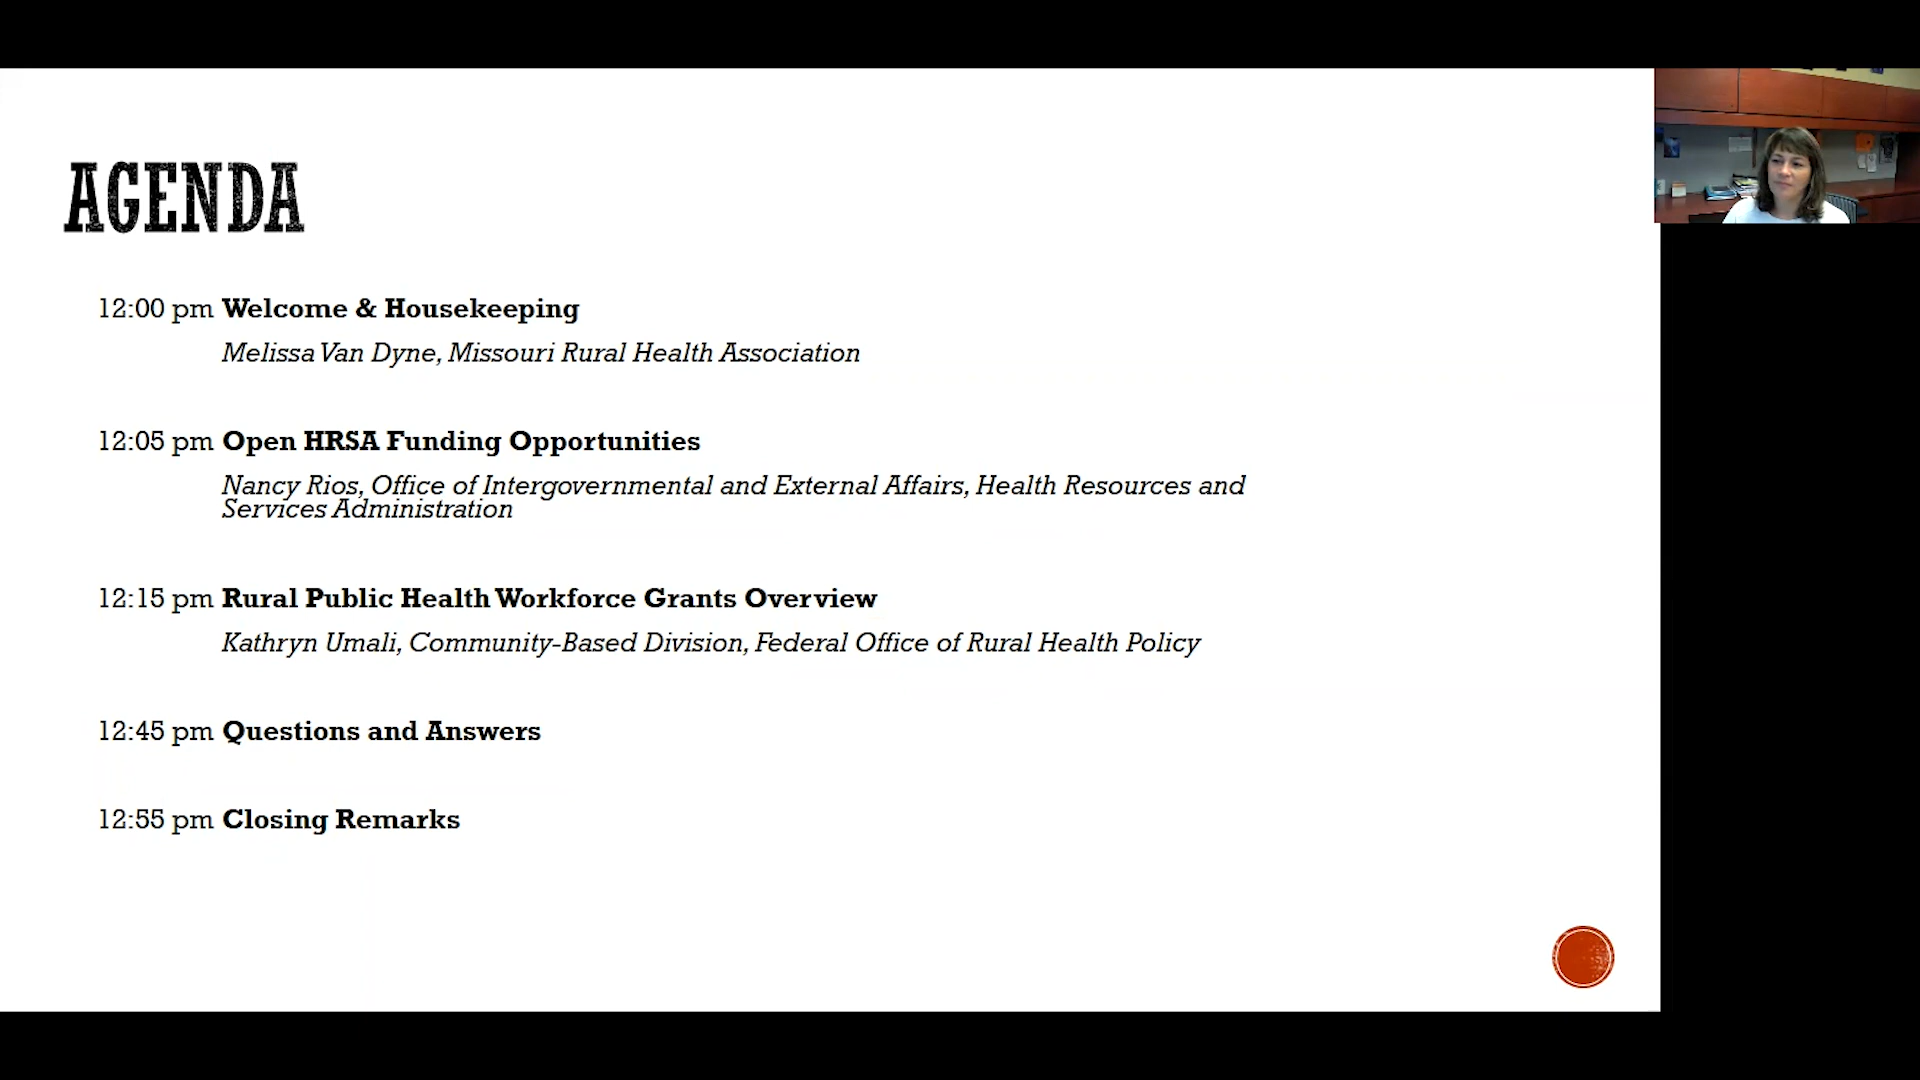 AGENDA
12:00 pm Welcome & Housekeeping
Melissa Van Dyne, Missouri Rural Health Association
12:05 pm Open HRSA Funding Opportunities
Nancy Rios, Office of Intergovernmental and External Affairs, Health Resources and
Services Administration
12:15 pm Rural Public Health Workforce Grants Overview
Kathryn Umali, Community-Based Division, Federal Office of Rural Health Policy
12:45 pm Questions and Answers
12:55 pm Closing Remarks